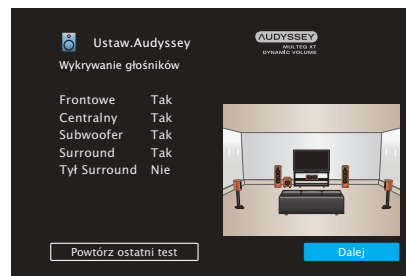 Ustaw.Audyssey
AUDYSSEY
MULTEQ XT
DYNAMIC VOLUME
Wykrywanie głośników
Frontowe Tak
Centralny Tak
Subwoofer Tak
Surround Tak
Tył Surround Nie
Powtórz ostatni test
Dalej